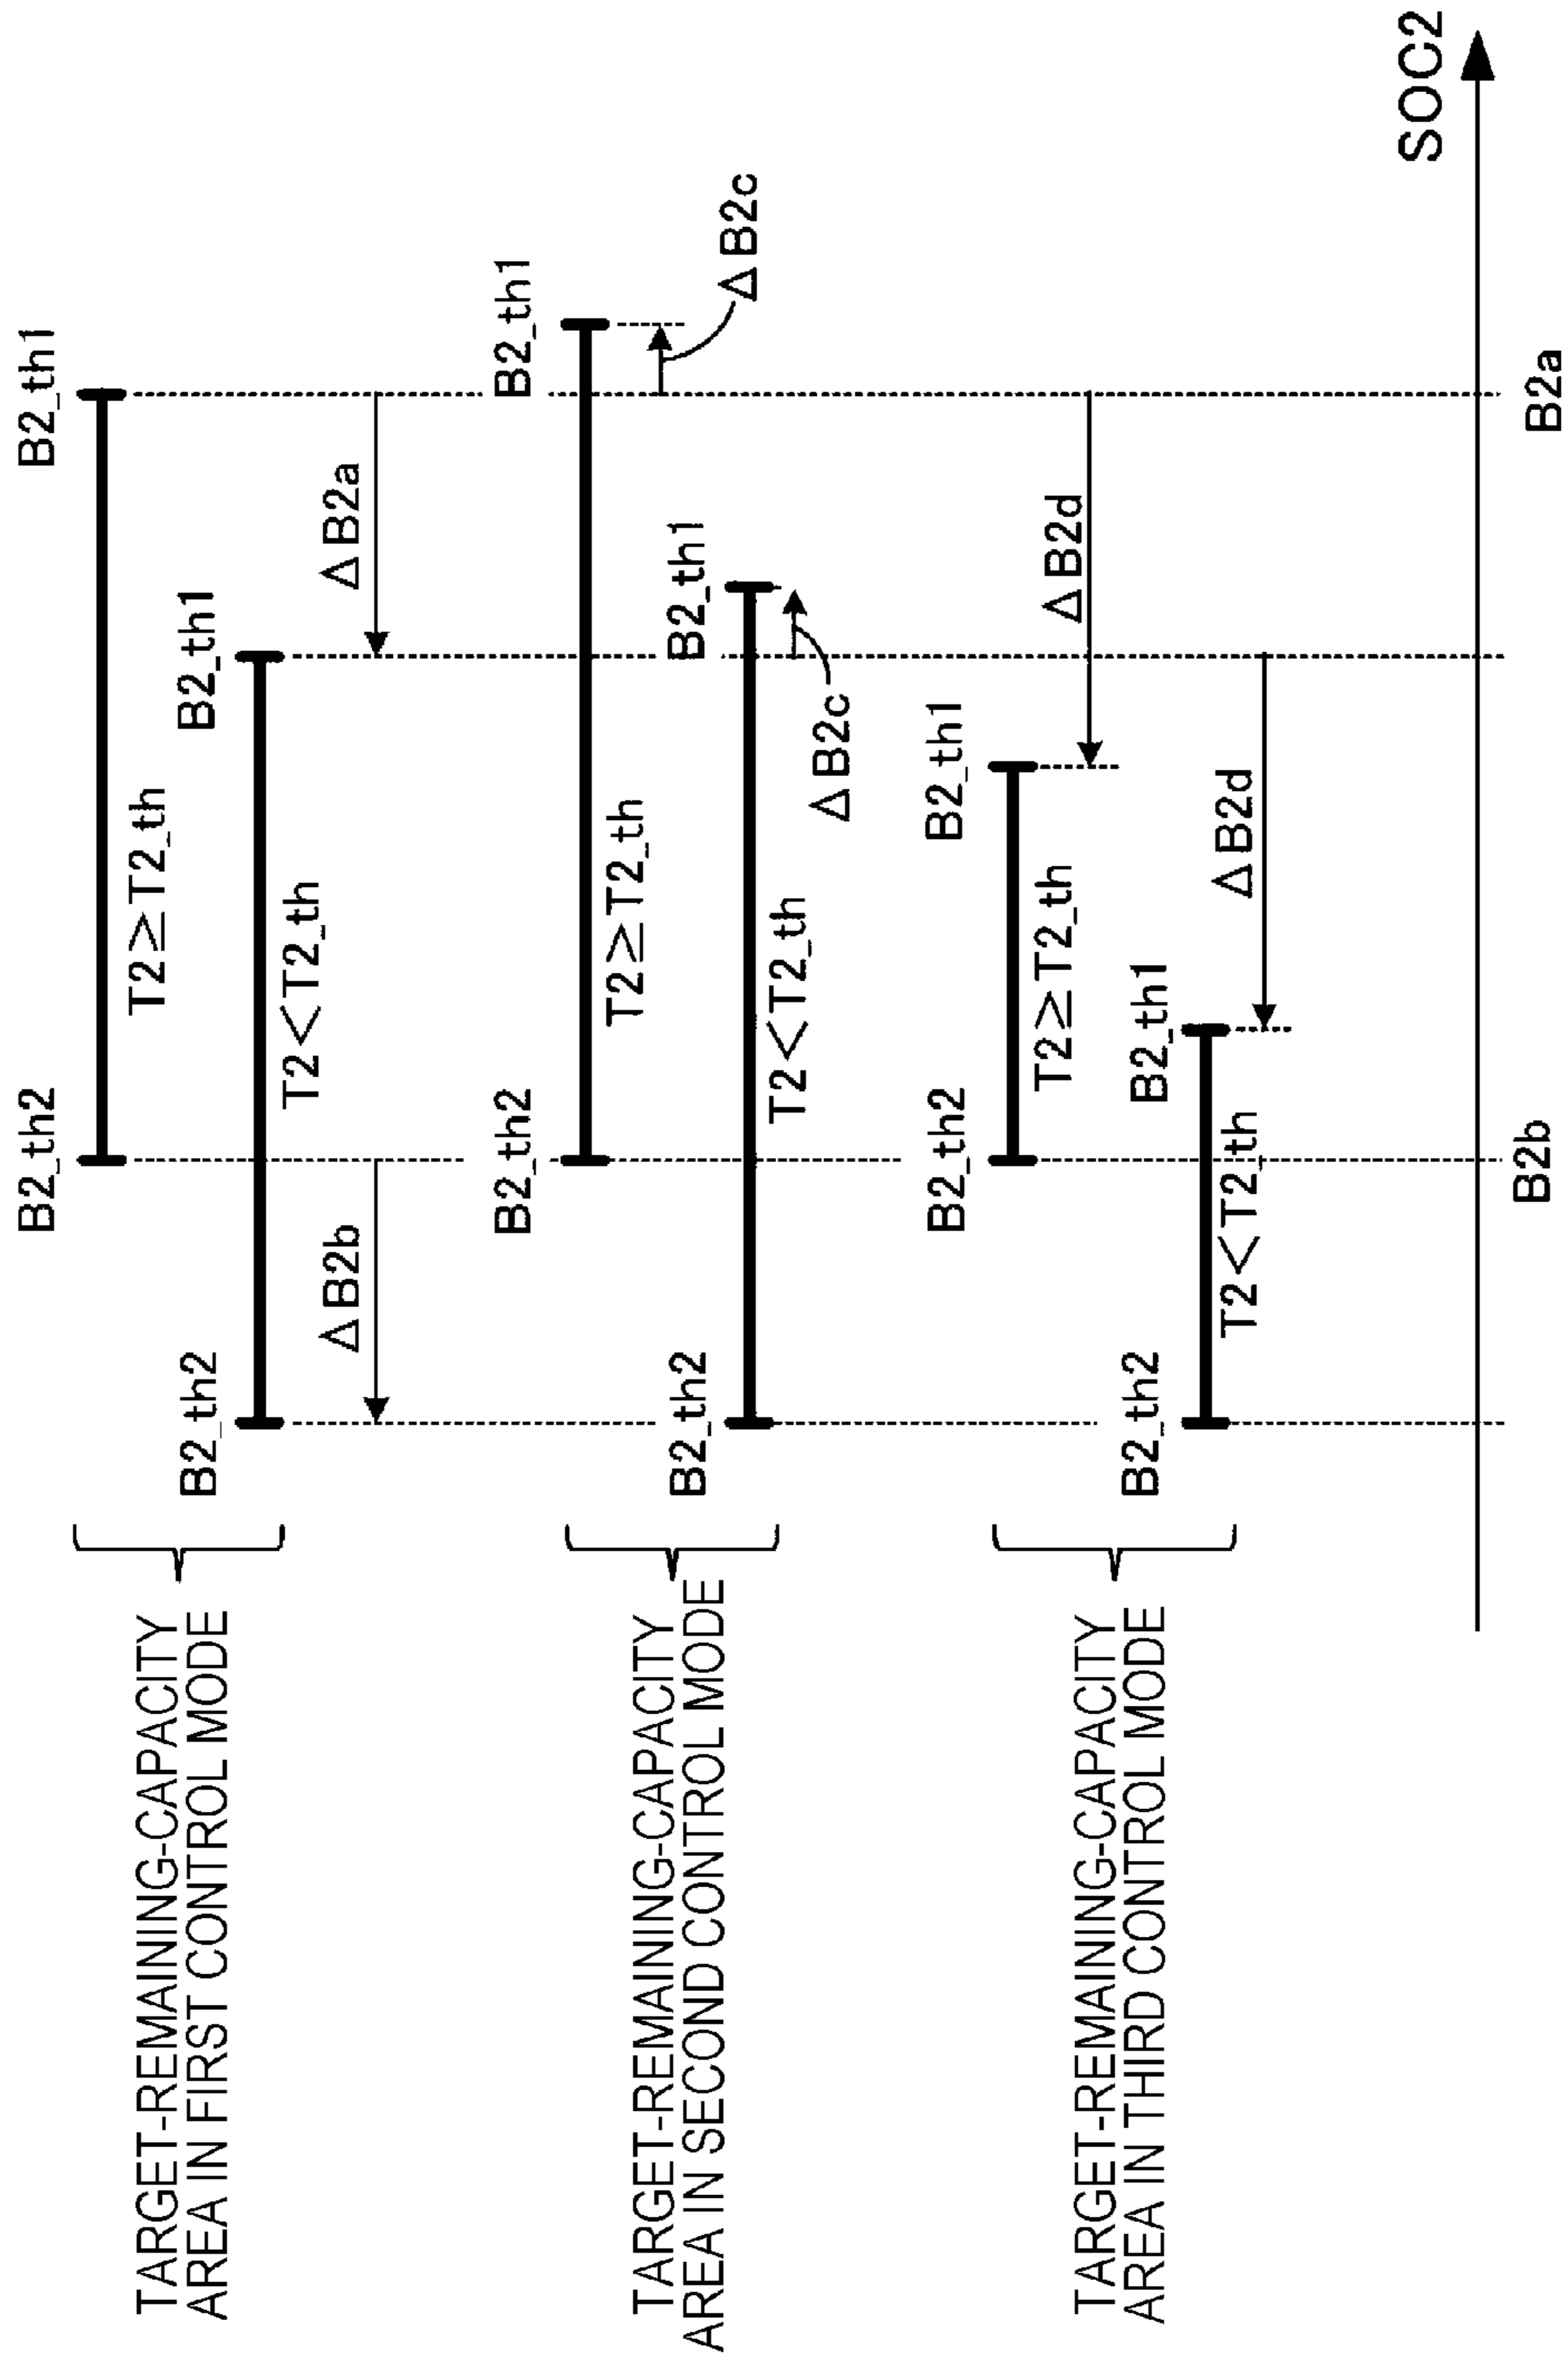 TARGET-REMAINING-CAPACITY
AREA IN FIRST CONTROL MODE
B2_th2
B2_th1
T2≥T2_th
B2_th2
B2_th1
T2<T2_th
ΔB2b
ΔB2a
TARGET-REMAINING-CAPACITY
AREA IN SECOND CONTROL MODE
B2_th2
B2_th1
T2≥T2_th
ΔB2c
B2_th2
B2_th1
T2<T2_th
ΔB2c
TARGET-REMAINING-CAPACITY
AREA IN THIRD CONTROL MODE
B2_th2
B2_th1
T2≥T2_th
ΔB2d
B2_th2
B2_th1
T2<T2_th
ΔB2d
SOC2
B2b
B2a